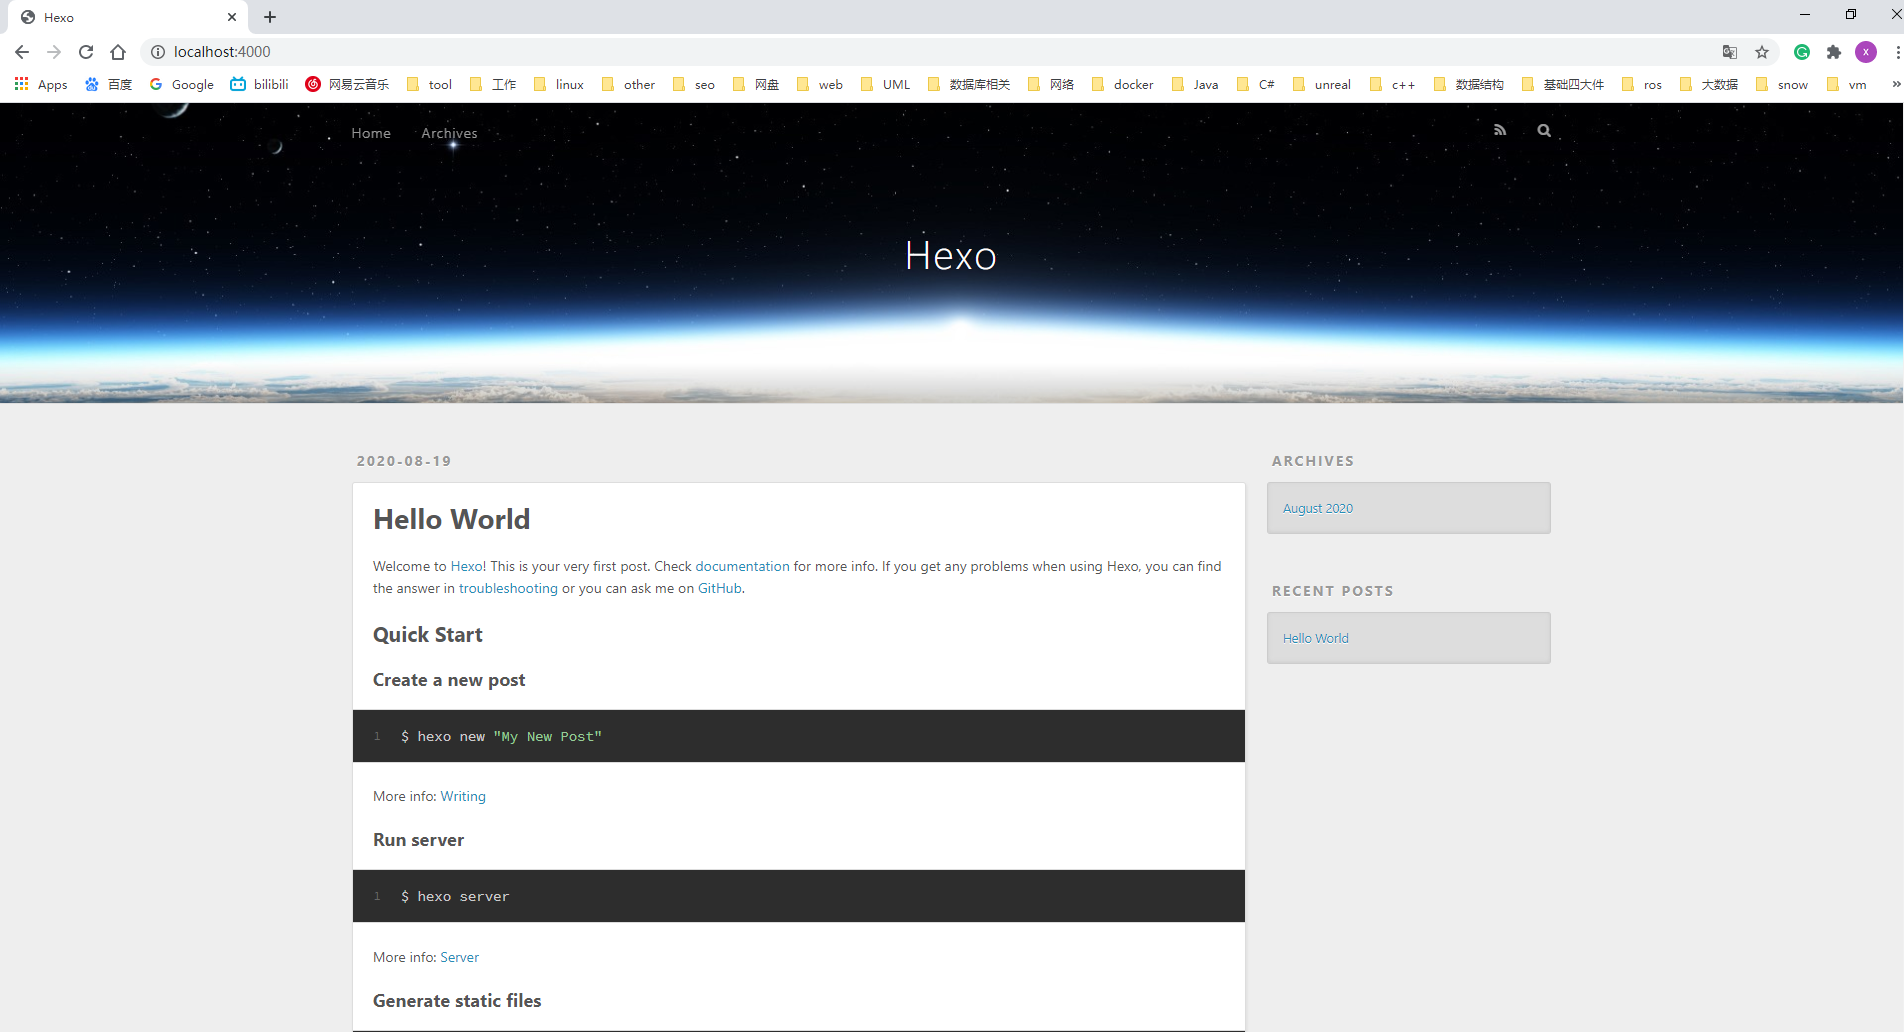 Hexo
localhost:4000
Apps 百度 Google bilibili 网易云音乐 tool 工作 linux other seo 网盘 web UML 数据库相关 网络 docker Java C# unreal c++ 数据结构 基础四大件 ros 大数据 snow vm »
x
Home Archives
Hexo
2020-08-19
Hello World
Welcome to Hexo! This is your very first post. Check documentation for more info. If you get any problems when using Hexo, you can find
the answer in troubleshooting or you can ask me on GitHub.
Quick Start
Create a new post
1 $ hexo new "My New Post"
More info: Writing
Run server
1 $ hexo server
More info: Server
Generate static files
ARCHIVES
August 2020
RECENT POSTS
Hello World